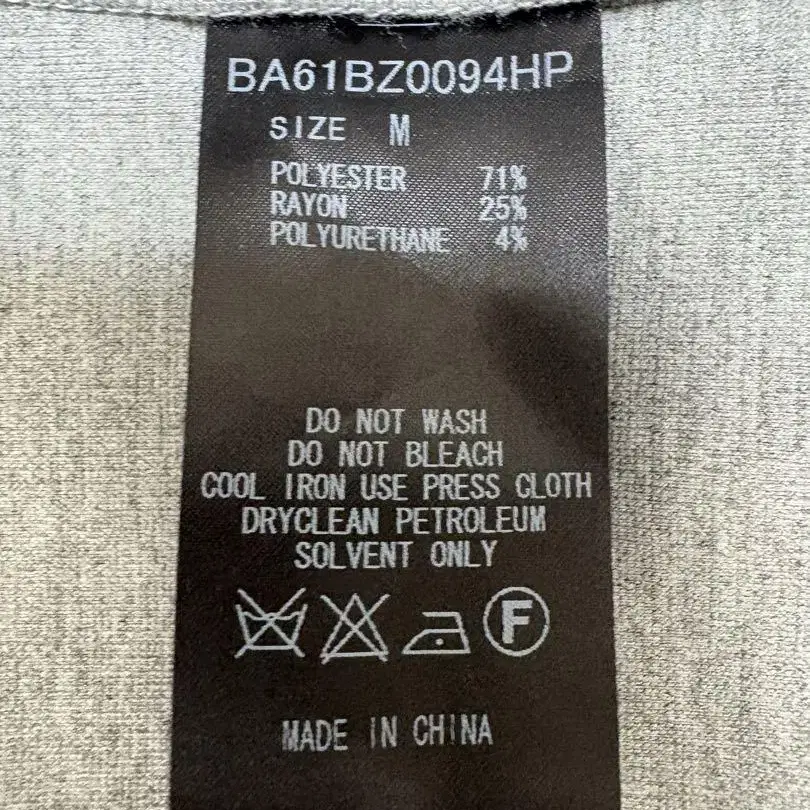 BA61BZ0094HP
SIZE M
POLYESTER 71%
RAYON 25%
POLYURETHANE 4%
DO NOT WASH
DO NOT BLEACH
COOL IRON USE PRESS CLOTH
DRYCLEAN PETROLEUM
SOLVENT ONLY
F
MADE IN CHINA